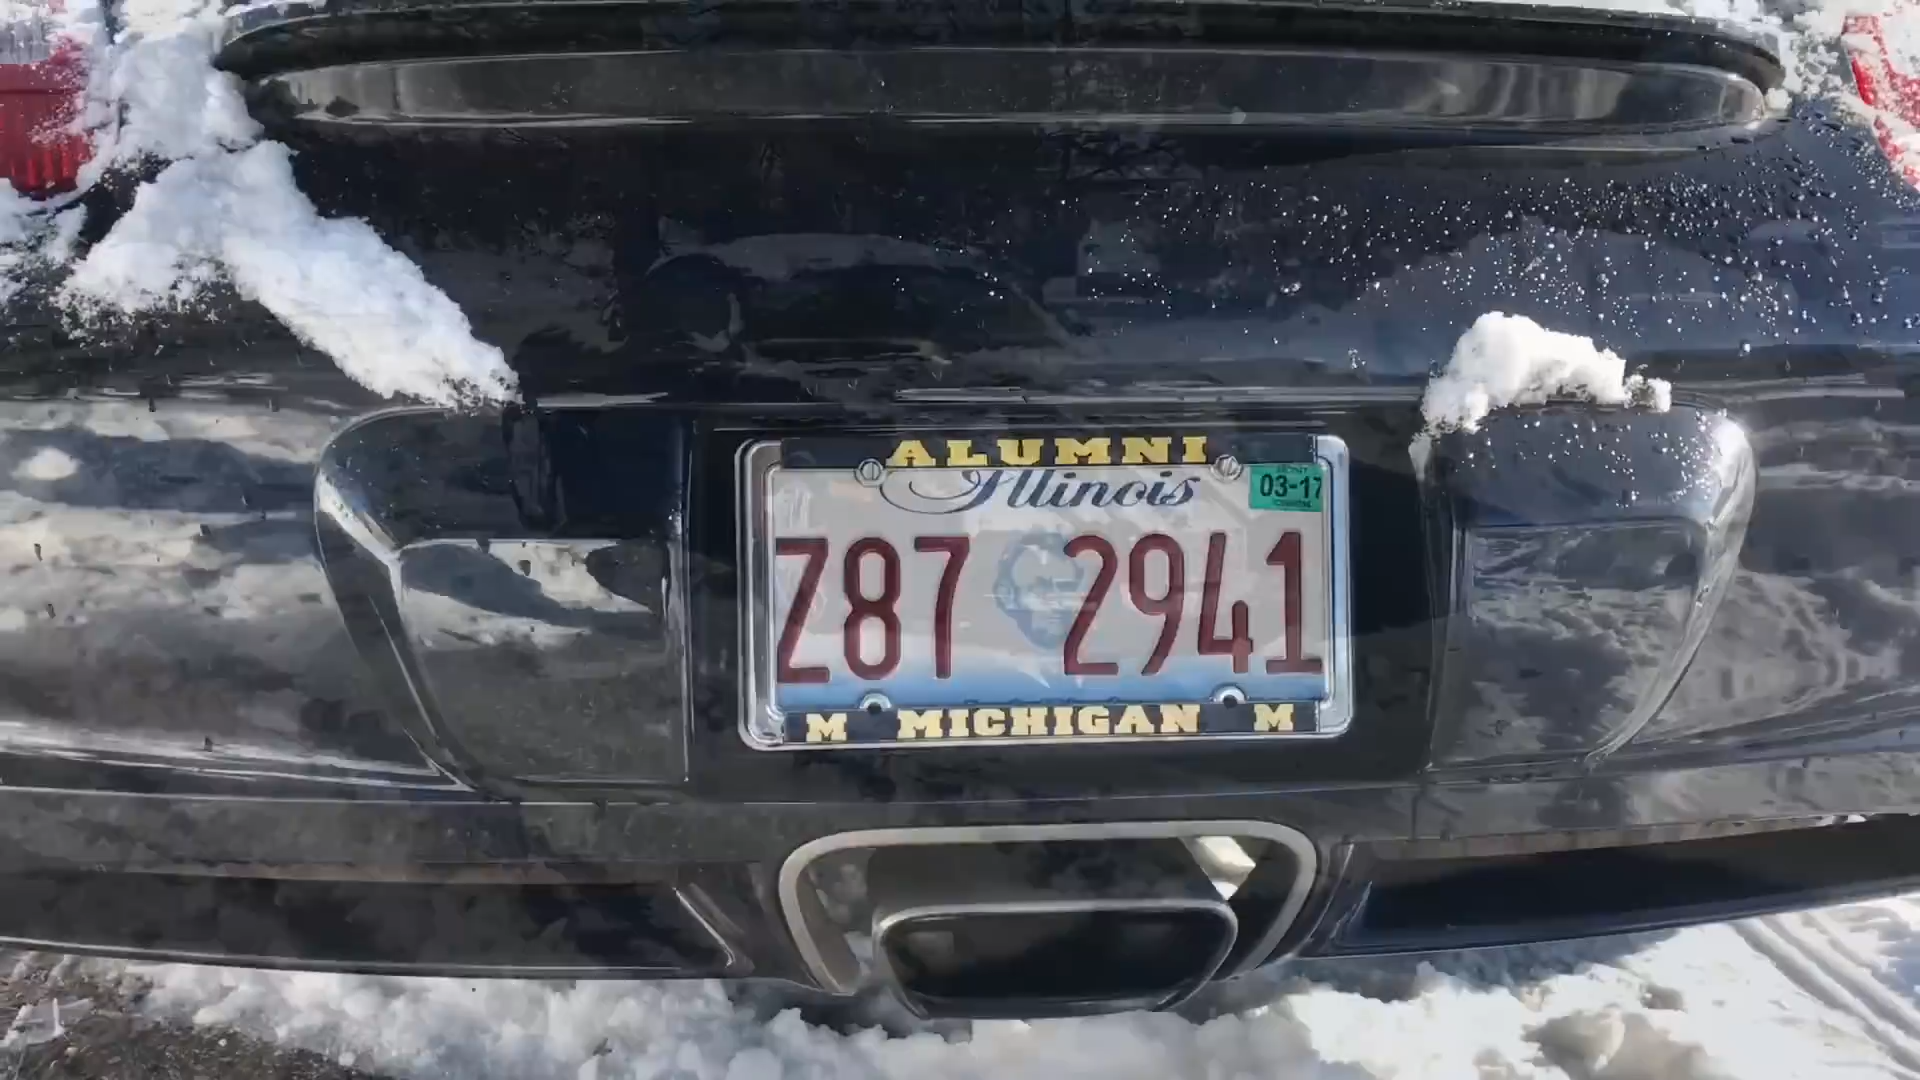 ALUMNI
Illinois
03-17
Z87 2941
M MICHIGAN M